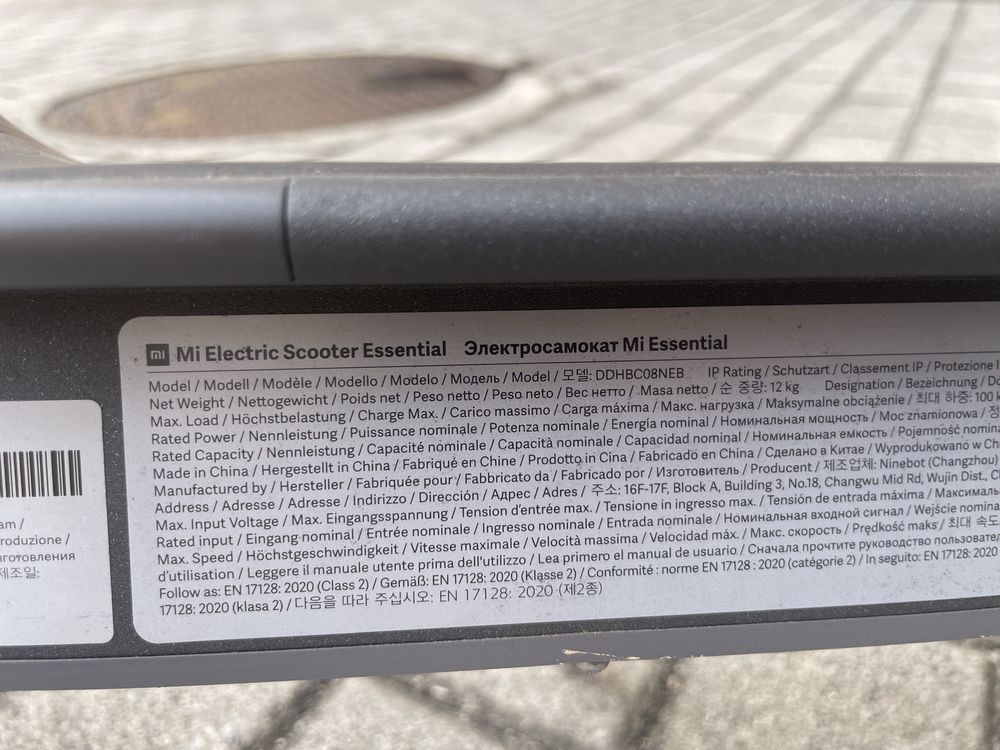 mi Mi Electric Scooter Essential Электросамокат Mi Essential
Model / Modell / Modèle / Modello / Modelo / Модель / Model / 모델: DDHBC08NEB IP Rating / Schutzart / Classement IP / Protezione I
Net Weight / Nettogewicht / Poids net / Peso netto / Peso neto / Вес нетто / Masa netto / 순 중량: 12 kg Designation / Bezeichnung / Do
Max. Load / Höchstbelastung / Charge Max. / Carico massimo / Carga máxima / Макс. нагрузка / Maksymalne obciążenie / 최대 하중: 100 k
Rated Power / Nennleistung / Puissance nominale / Potenza nominale / Energía nominal / Номинальная мощность / Moc znamionowa / 정
Rated Capacity / Nennleistung / Capacité nominale / Capacità nominale / Capacidad nominal / Номинальная емкость / Pojemność nomina
Made in China / Hergestellt in China / Fabriqué en Chine / Prodotto in Cina / Fabricado en China / Сделано в Китае / Wyprodukowano w Ch
Manufactured by / Hersteller / Fabriquée pour / Fabbricato da / Fabricado por / Изготовитель / Producent / 제조업체: Ninebot (Changzhou)
Address / Adresse / Adresse / Indirizzo / Dirección / Адрес / Adres / 주소: 16F-17F, Block A, Building 3, No.18, Changwu Mid Rd, Wujin Dist., C
Max. Input Voltage / Max. Eingangsspannung / Tension d'entrée max. / Tensione in ingresso max. / Tensión de entrada máxima / Максималь
Rated input / Eingang nominal / Entrée nominale / Ingresso nominale / Entrada nominale / Номинальной входной сигнал / Wejście nomina
Max. Speed / Höchstgeschwindigkeit / Vitesse maximale / Velocità massima / Velocidad máx. / Макс. скорость / Prędkość maks / 최대 속도
d'utilisation / Leggere il manuale utente prima dell'utilizzo / Lea primero el manual de usuario / Сначала прочтите руководство пользовател
Follow as: EN 17128: 2020 (Class 2) / Gemäß: EN 17128: 2020 (Klasse 2) / Conformité : norme EN 17128 : 2020 (catégorie 2) / In seguito: EN 17128: 2020
17128: 2020 (klasa 2) / 다음을 따라 주십시오: EN 17128: 2020 (제2종)
am /
roduzione /
зготовления
제조일: